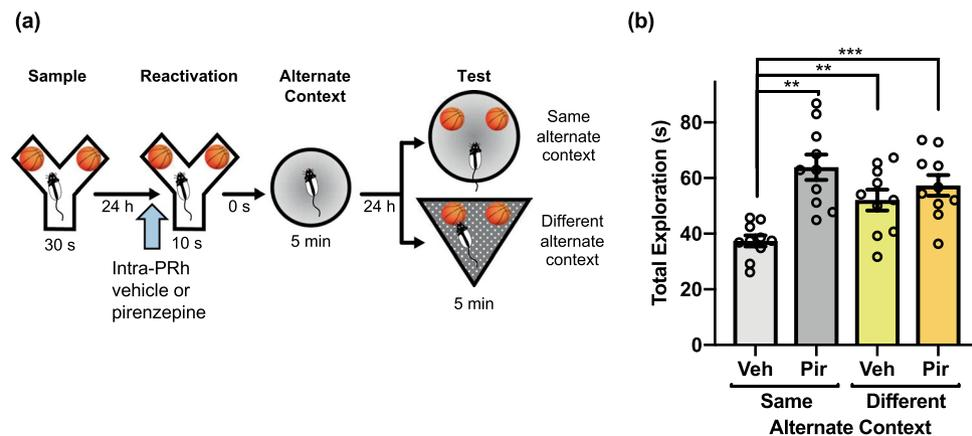 (a)
Sample
Reactivation
Alternate
Context
Test
24 h
0 s
24 h
30 s
10 s
5 min
5 min
Intra-PRh
vehicle or
pirenzepine
Same
alternate
context
Different
alternate
context
(b)
***
**
**
Total Exploration (s)
80
60
40
20
0
Veh Pir Veh Pir
Same Different
Alternate Context